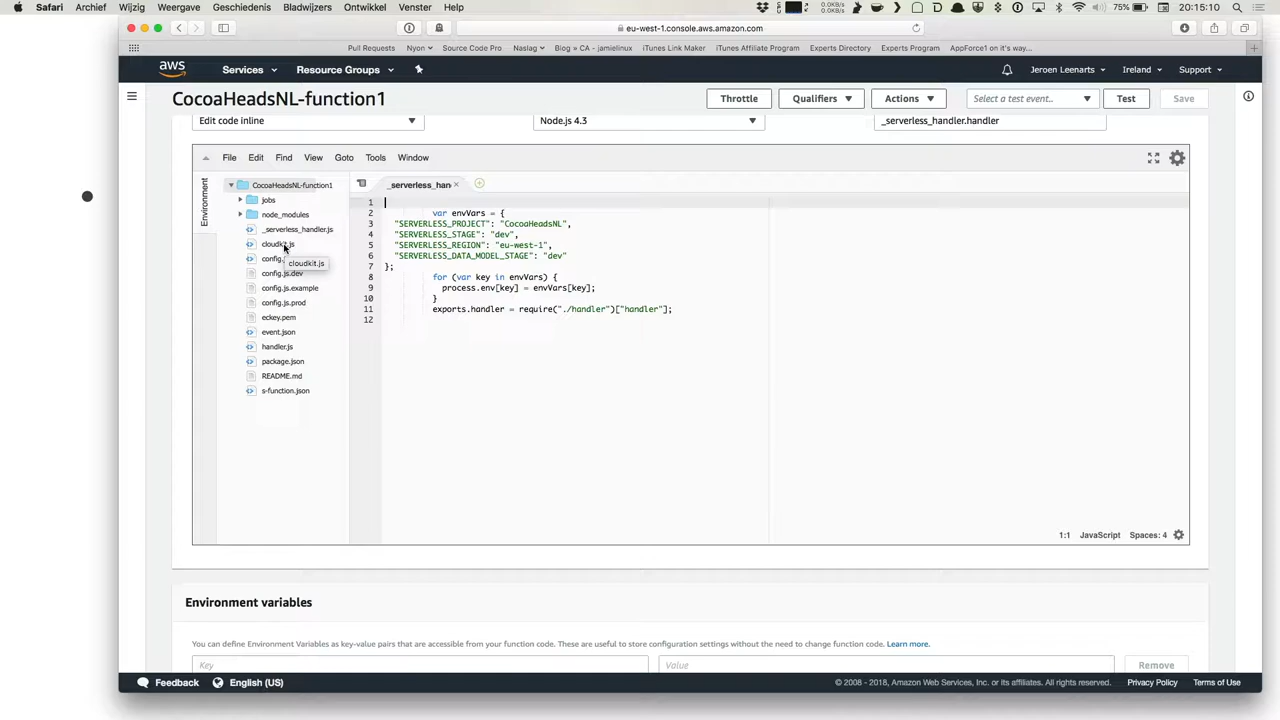 Safari Archief Wijzig Weergave Geschiedenis Bladwijzers Ontwikkel Venster Help 0.0KB/s 0.0KB/s 75% 20:15:10
eu-west-1.console.aws.amazon.com
Pull Requests Nyon Source Code Pro Naslag Blog » CA - jamielinux iTunes Link Maker iTunes Affiliate Program Experts Directory Experts Program AppForce1 on it's way...
aws Services Resource Groups Jeroen Leenarts Ireland Support
CocoaHeadsNL-function1 Throttle Qualifiers Actions Select a test event.. Test Save
Edit code inline Node.js 4.3 _serverless_handler.handler
File Edit Find View Goto Tools Window
Environment
CocoaHeadsNL-function1
jobs
node_modules
_serverless_handler.js
cloudkit.js
config.
cloudkit.js
config.js.dev
config.js.example
config.js.prod
eckey.pem
event.json
handler.js
package.json
README.md
s-function.json
_serverless_han
1
2 var envVars = {
3 "SERVERLESS_PROJECT": "CocoaHeadsNL",
4 "SERVERLESS_STAGE": "dev",
5 "SERVERLESS_REGION": "eu-west-1",
6 "SERVERLESS_DATA_MODEL_STAGE": "dev"
7 };
8 for (var key in envVars) {
9 process.env[key] = envVars[key];
10 }
11 exports.handler = require("./handler")["handler"];
12
1:1 JavaScript Spaces: 4
Environment variables
You can define Environment Variables as key-value pairs that are accessible from your function code. These are useful to store configuration settings without the need to change function code. Learn more.
Key Value Remove
Feedback English (US) © 2008 - 2018, Amazon Web Services, Inc. or its affiliates. All rights reserved. Privacy Policy Terms of Use